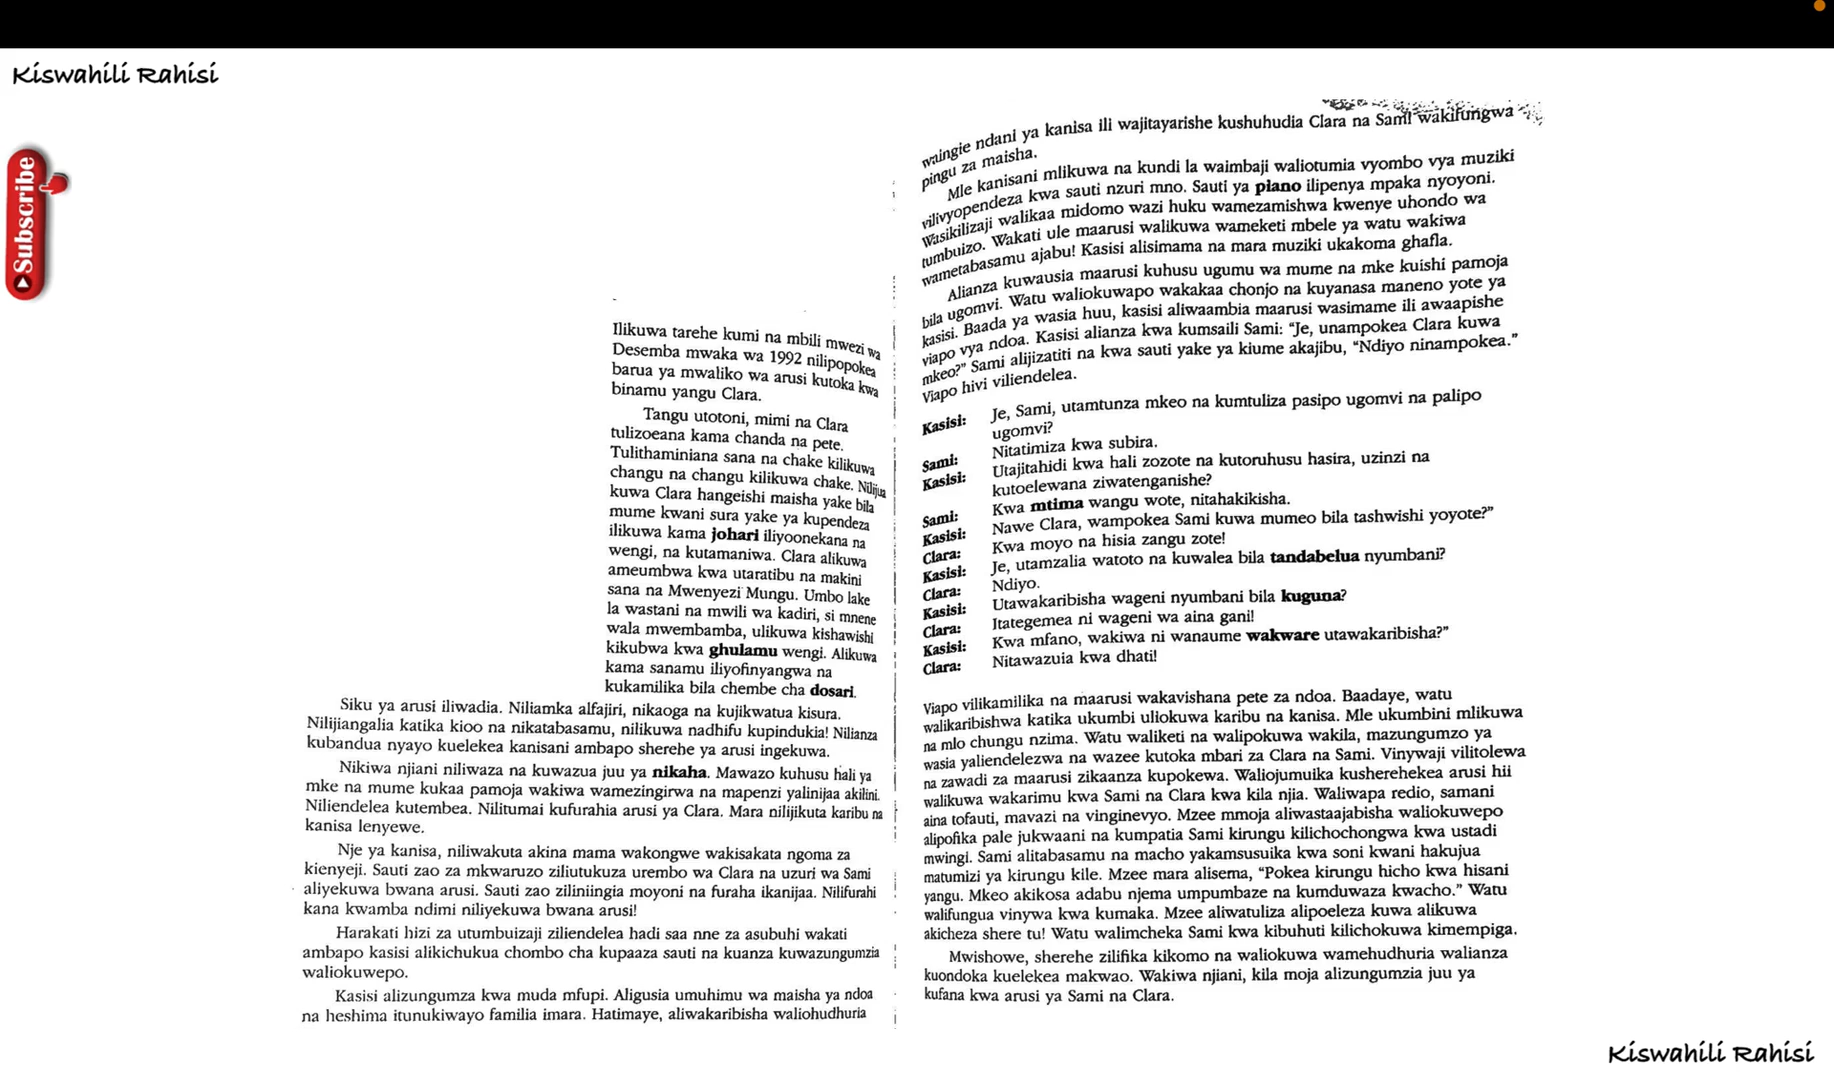 Kiswahili Rahisi
Subscribe
Ilikuwa tarehe kumi na mbili mwezi wa
Desemba mwaka wa 1992 nilipopokea
barua ya mwaliko wa arusi kutoka kwa
binamu yangu Clara.
Tangu utotoni, mimi na Clara
tulizoeana kama chanda na pete.
Tulithaminiana sana na chake kilikuwa
changu na changu kilikuwa chake. Nilijua
kuwa Clara hangeishi maisha yake bila
mume kwani sura yake ya kupendeza
ilikuwa kama johari iliyoonekana na
wengi, na kutamaniwa. Clara alikuwa
ameumbwa kwa utaratibu na makini
sana na Mwenyezi Mungu. Umbo lake
la wastani na mwili wa kadiri, si mnene
wala mwembamba, ulikuwa kishawishi
kikubwa kwa ghulamu wengi. Alikuwa
kama sanamu iliyofinyangwa na
kukamilika bila chembe cha dosari.
Siku ya arusi iliwadia. Niliamka alfajiri, nikaoga na kujikwatua kisura.
Nilijiangalia katika kioo na nikatabasamu, nilikuwa nadhifu kupindukia! Nilianza
kubandua nyayo kuelekea kanisani ambapo sherehe ya arusi ingekuwa.
Nikiwa njiani niliwaza na kuwazua juu ya nikaha. Mawazo kuhusu hali ya
mke na mume kukaa pamoja wakiwa wamezingirwa na mapenzi yalinijaa akilini.
Niliendelea kutembea. Nilitumai kufurahia arusi ya Clara. Mara nilijikuta karibu na
kanisa lenyewe.
Nje ya kanisa, niliwakuta akina mama wakongwe wakisakata ngoma za
kienyeji. Sauti zao za mkwaruzo ziliutukuza urembo wa Clara na uzuri wa Sami
aliyekuwa bwana arusi. Sauti zao ziliniingia moyoni na furaha ikanijaa. Nilifurahi
kana kwamba ndimi niliyekuwa bwana arusi!
Harakati hizi za utumbuizaji ziliendelea hadi saa nne za asubuhi wakati
ambapo kasisi alikichukua chombo cha kupaaza sauti na kuanza kuwazungumzia
waliokuwepo.
Kasisi alizungumza kwa muda mfupi. Aligusia umuhimu wa maisha ya ndoa
na heshima itunukiwayo familia imara. Hatimaye, aliwakaribisha waliohudhuria
waingie ndani ya kanisa ili wajitayarishe kushuhudia Clara na Sami wakifungwa
pingu za maisha.
Mle kanisani mlikuwa na kundi la waimbaji waliotumia vyombo vya muziki
vilivyopendeza kwa sauti nzuri mno. Sauti ya piano ilipenya mpaka nyoyoni.
Wasikilizaji walikaa midomo wazi huku wamezamishwa kwenye uhondo wa
tumbuizo. Wakati ule maarusi walikuwa wameketi mbele ya watu wakiwa
wametabasamu ajabu! Kasisi alisimama na mara muziki ukakoma ghafla.
Alianza kuwausia maarusi kuhusu ugumu wa mume na mke kuishi pamoja
bila ugomvi. Watu waliokuwapo wakakaa chonjo na kuyanasa maneno yote ya
kasisi. Baada ya wasia huu, kasisi aliwaambia maarusi wasimame ili awaapishe
viapo vya ndoa. Kasisi alianza kwa kumsaili Sami: “Je, unampokea Clara kuwa
mkeo?” Sami alijizatiti na kwa sauti yake ya kiume akajibu, “Ndiyo ninampokea.”
Viapo hivi viliendelea.
Kasisi: Je, Sami, utamtunza mkeo na kumtuliza pasipo ugomvi na palipo
ugomvi?
Sami: Nitatimiza kwa subira.
Kasisi: Utajitahidi kwa hali zozote na kutoruhusu hasira, uzinzi na
kutoelewana ziwatenganishe?
Sami: Kwa mtima wangu wote, nitahakikisha.
Kasisi: Nawe Clara, wampokea Sami kuwa mumeo bila tashwishi yoyote?”
Clara: Kwa moyo na hisia zangu zote!
Kasisi: Je, utamzalia watoto na kuwalea bila tandabelua nyumbani?
Clara: Ndiyo.
Kasisi: Utawakaribisha wageni nyumbani bila kuguna?
Clara: Itategemea ni wageni wa aina gani!
Kasisi: Kwa mfano, wakiwa ni wanaume wakware utawakaribisha?”
Clara: Nitawazuia kwa dhati!
Viapo vilikamilika na maarusi wakavishana pete za ndoa. Baadaye, watu
walikaribishwa katika ukumbi uliokuwa karibu na kanisa. Mle ukumbini mlikuwa
na mlo chungu nzima. Watu waliketi na walipokuwa wakila, mazungumzo ya
wasia yaliendelezwa na wazee kutoka mbari za Clara na Sami. Vinywaji vilitolewa
na zawadi za maarusi zikaanza kupokewa. Waliojumuika kusherehekea arusi hii
walikuwa wakarimu kwa Sami na Clara kwa kila njia. Waliwapa redio, samani
aina tofauti, mavazi na vinginevyo. Mzee mmoja aliwastaajabisha waliokuwepo
alipofika pale jukwaani na kumpatia Sami kirungu kilichochongwa kwa ustadi
mwingi. Sami alitabasamu na macho yakamsusuika kwa soni kwani hakujua
matumizi ya kirungu kile. Mzee mara alisema, “Pokea kirungu hicho kwa hisani
yangu. Mkeo akikosa adabu njema umpumbaze na kumduwaza kwacho.” Watu
walifungua vinywa kwa kumaka. Mzee aliwatuliza alipoeleza kuwa alikuwa
akicheza shere tu! Watu walimcheka Sami kwa kibuhuti kilichokuwa kimempiga.
Mwishowe, sherehe zilifika kikomo na waliokuwa wamehudhuria walianza
kuondoka kuelekea makwao. Wakiwa njiani, kila moja alizungumzia juu ya
kufana kwa arusi ya Sami na Clara.
Kiswahili Rahisi